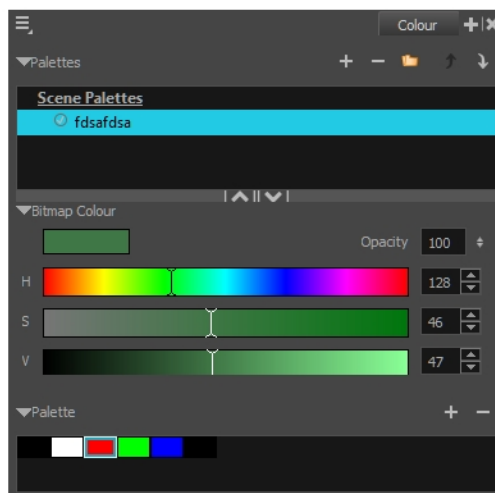 Colour
Palettes
Scene Palettes
fdsafdsa
Bitmap Colour
Opacity 100
H 128
S 46
V 47
Palette